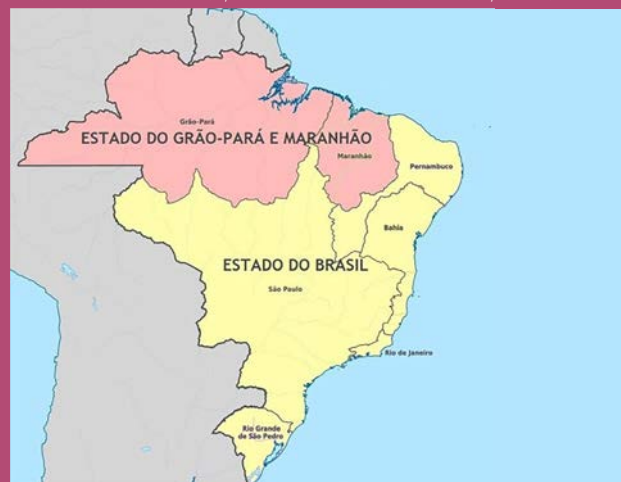 Grão-Pará
ESTADO DO GRÃO-PARÁ E MARANHÃO
Maranhão
Pernambuco
Bahia
ESTADO DO BRASIL
São Paulo
Rio de Janeiro
Rio Grande
de São Pedro